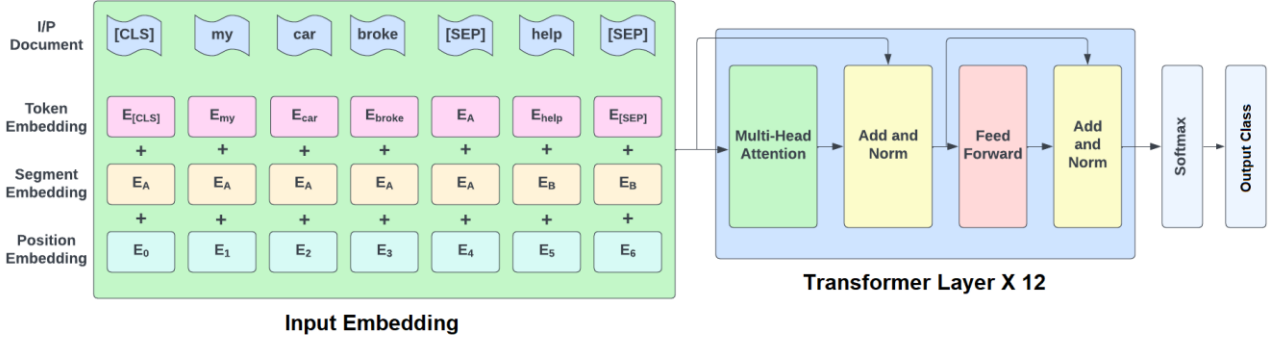 I/P
Document
[CLS] my car broke [SEP] help [SEP]
Token
Embedding
E[CLS] Emy Ecar Ebroke EA Ehelp E[SEP]
+ + + + + + +
Segment
Embedding
EA EA EA EA EA EB EB
+ + + + + + +
Position
Embedding
E0 E1 E2 E3 E4 E5 E6
Input Embedding
Multi-Head
Attention
Add and
Norm
Feed
Forward
Add
and
Norm
Transformer Layer X 12
Softmax
Output Class